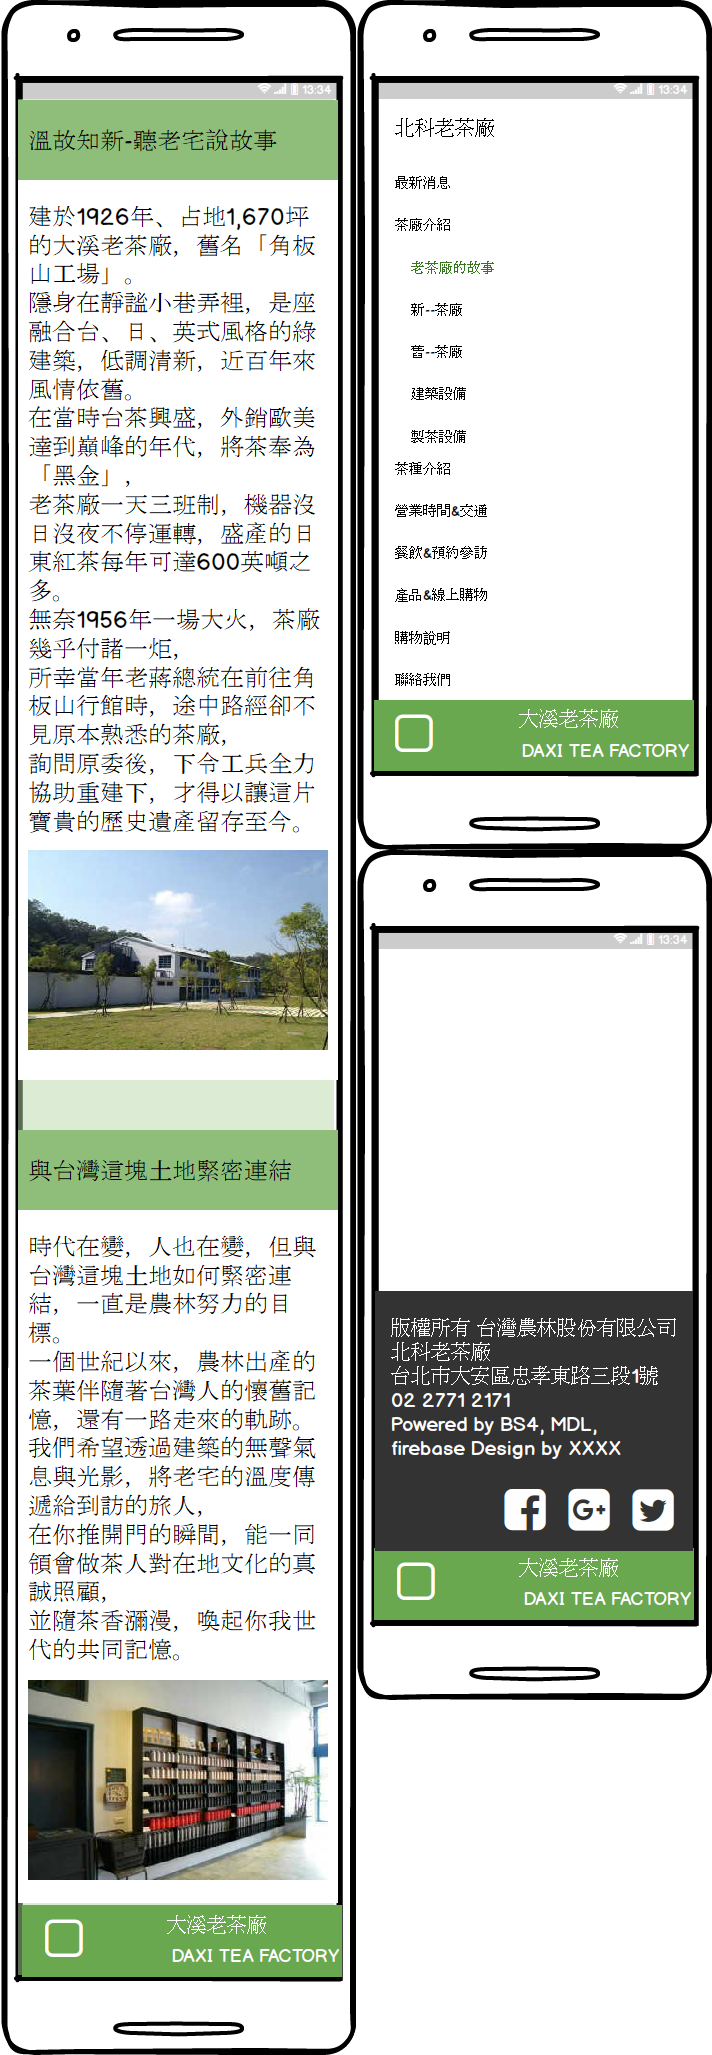 13:34
溫故知新-聽老宅說故事
建於1926年、占地1,670坪
的大溪老茶廠，舊名「角板
山工場」。
隱身在靜謐小巷弄裡，是座
融合台、日、英式風格的綠
建築，低調清新，近百年來
風情依舊。
在當時台茶興盛，外銷歐美
達到巔峰的年代，將茶奉為
「黑金」，
老茶廠一天三班制，機器沒
日沒夜不停運轉，盛產的日
東紅茶每年可達600英噸之
多。
無奈1956年一場大火，茶廠
幾乎付諸一炬，
所幸當年老蔣總統在前往角
板山行館時，途中路經卻不
見原本熟悉的茶廠，
詢問原委後，下令工兵全力
協助重建下，才得以讓這片
寶貴的歷史遺產留存至今。
與台灣這塊土地緊密連結
時代在變，人也在變，但與
台灣這塊土地如何緊密連
結，一直是農林努力的目
標。
一個世紀以來，農林出產的
茶葉伴隨著台灣人的懷舊記
憶，還有一路走來的軌跡。
我們希望透過建築的無聲氣
息與光影，將老宅的溫度傳
遞給到訪的旅人，
在你推開門的瞬間，能一同
領會做茶人對在地文化的真
誠照顧，
並隨茶香瀰漫，喚起你我世
代的共同記憶。
大溪老茶廠
DAXI TEA FACTORY
13:34
北科老茶廠
最新消息
茶廠介紹
老茶廠的故事
新--茶廠
舊--茶廠
建築設備
製茶設備
茶種介紹
營業時間&交通
餐飲&預約參訪
產品&線上購物
購物說明
聯絡我們
大溪老茶廠
DAXI TEA FACTORY
13:34
版權所有 台灣農林股份有限公司
北科老茶廠
台北市大安區忠孝東路三段1號
02 2771 2171
Powered by BS4, MDL,
firebase Design by XXXX
大溪老茶廠
DAXI TEA FACTORY